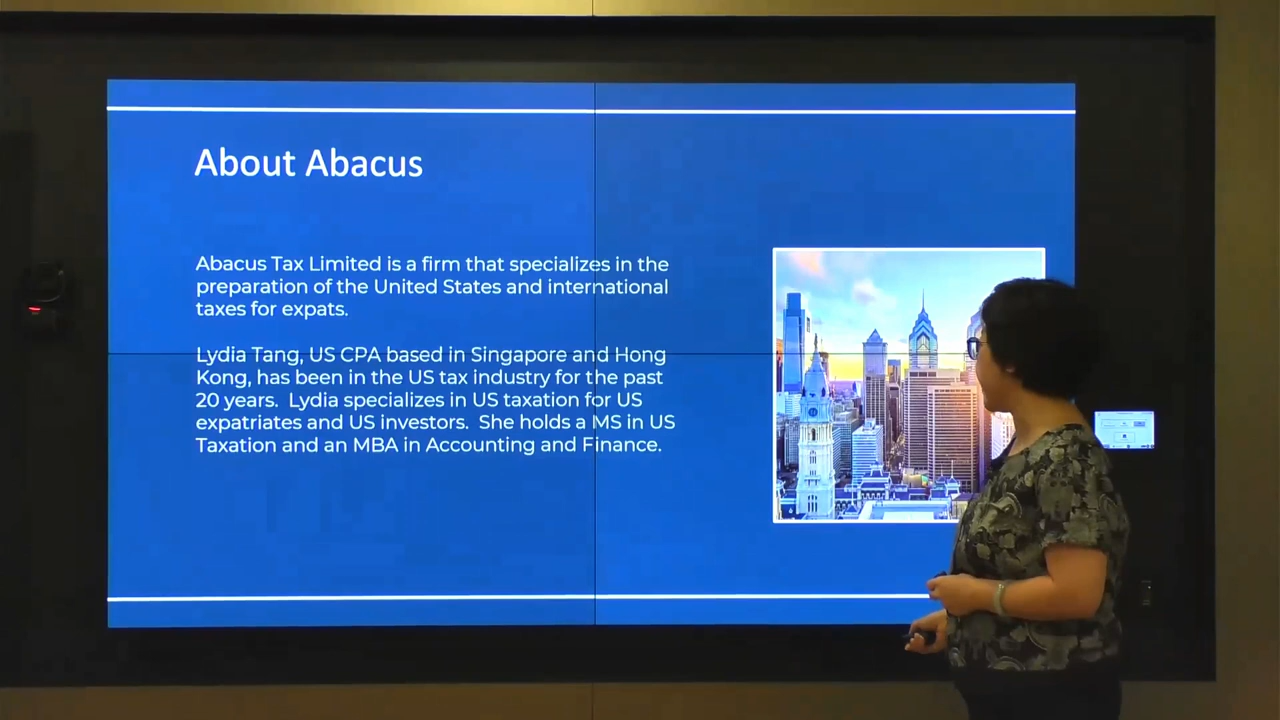 About Abacus
Abacus Tax Limited is a firm that specializes in the
preparation of the United States and international
taxes for expats.
Lydia Tang, US CPA based in Singapore and Hong
Kong, has been in the US tax industry for the past
20 years.  Lydia specializes in US taxation for US
expatriates and US investors.  She holds a MS in US
Taxation and an MBA in Accounting and Finance.